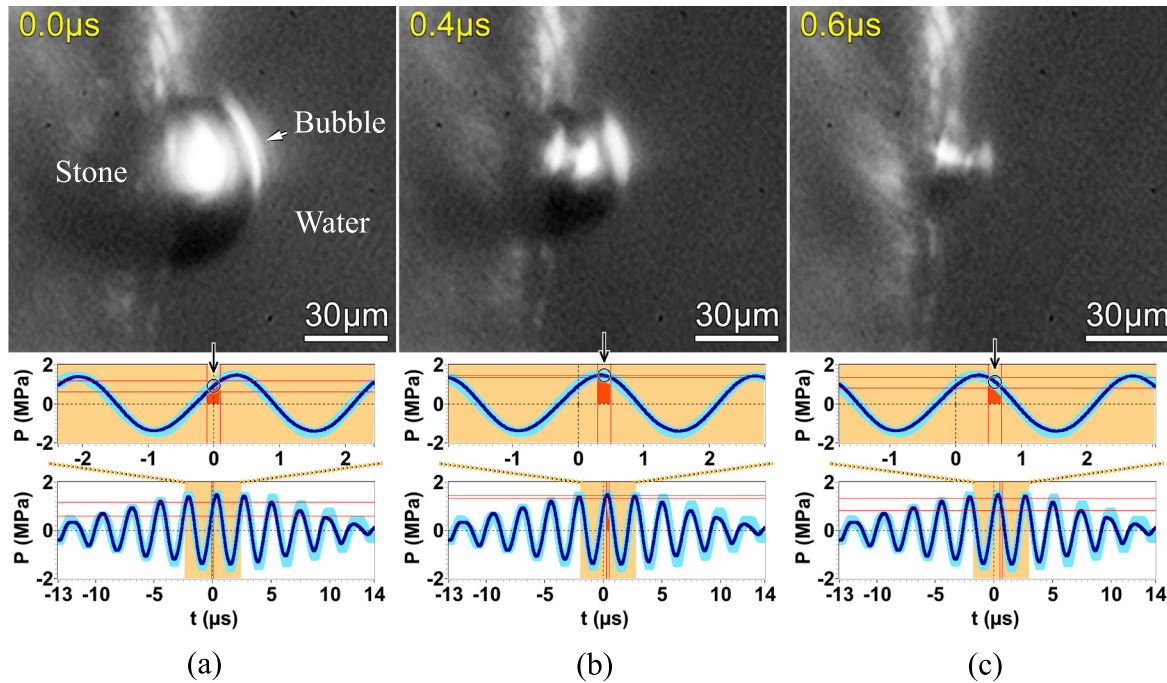 0.0µs
Bubble
Stone
Water
30µm
0.4µs
30µm
0.6µs
30µm
P (MPa)
2
0
-2
-2 -1 0 1 2
P (MPa)
2
0
-2
-13 -10 -5 0 5 10 14
t (µs)
P (MPa)
2
0
-2
-2 -1 0 1 2
P (MPa)
2
0
-2
-13 -10 -5 0 5 10 14
t (µs)
P (MPa)
2
0
-2
-1 0 1 2
P (MPa)
2
0
-2
-13 -10 -5 0 5 10 14
t (µs)
(a) (b) (c)